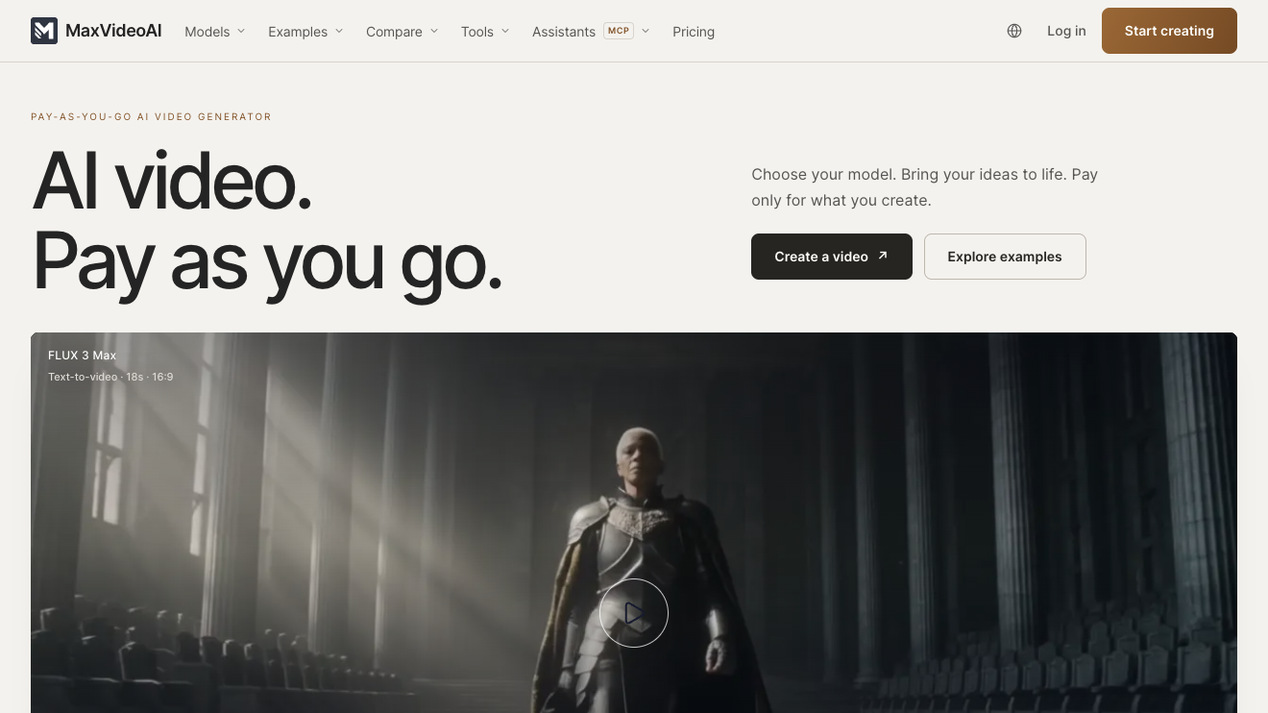 MaxVideoAI
Models
Examples
Compare
Tools
Assistants MCP
Pricing
Log in
Start creating
PAY-AS-YOU-GO AI VIDEO GENERATOR
AI video.
Pay as you go.
Choose your model. Bring your ideas to life. Pay
only for what you create.
Create a video
Explore examples
FLUX 3 Max
Text-to-video · 18s · 16:9